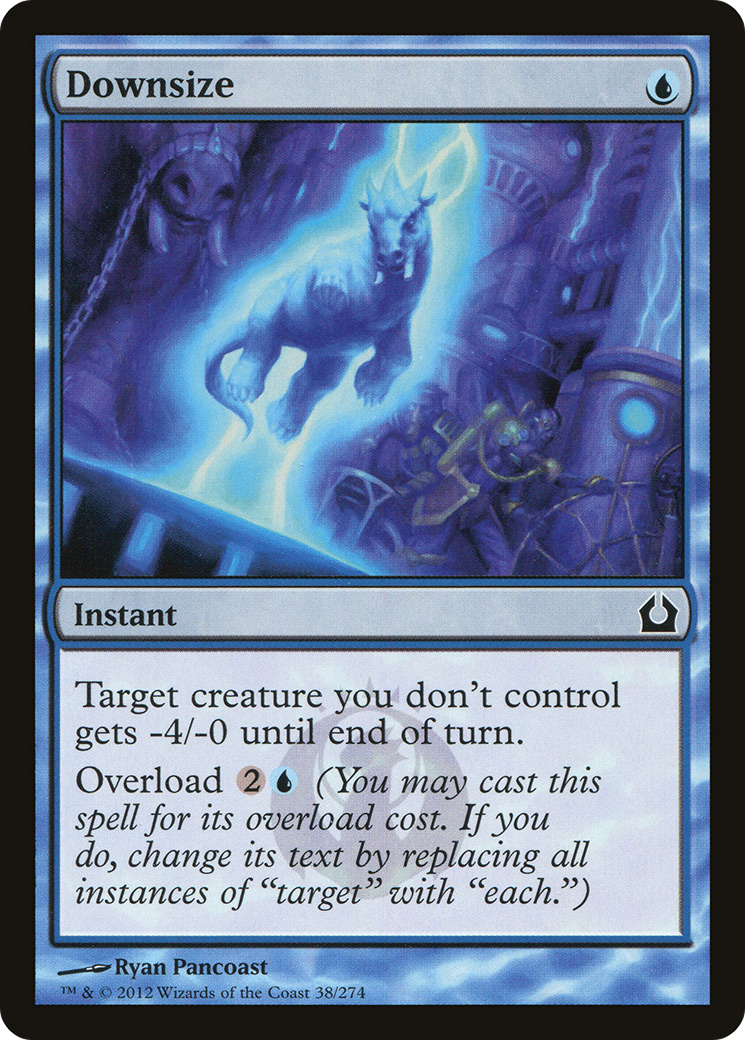 Downsize
Instant
Target creature you don't control
gets -4/-0 until end of turn.
Overload 2 (You may cast this
spell for its overload cost. If you
do, change its text by replacing all
instances of “target” with “each.”)
Ryan Pancoast
™ & © 2012 Wizards of the Coast 38/274